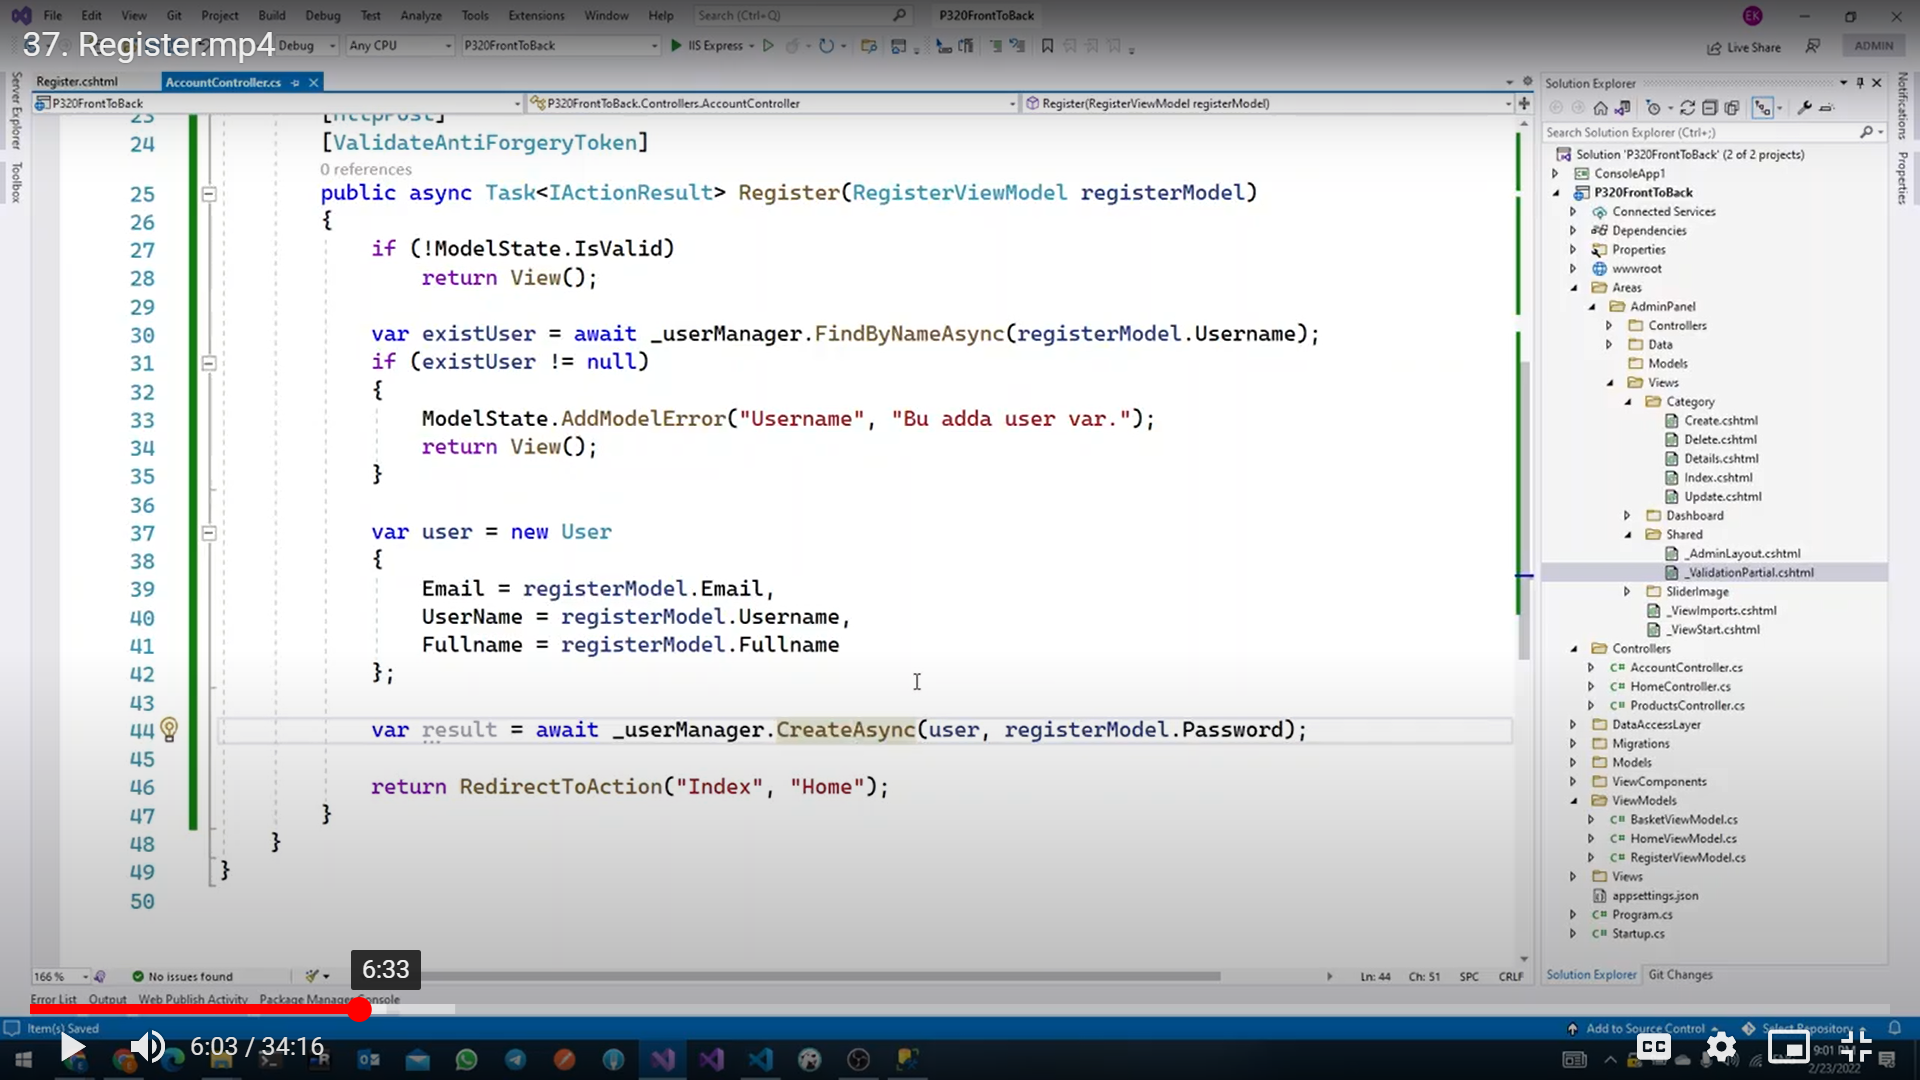 File Edit View Git Project Build Debug Test Analyze Tools Extensions Window Help Search (Ctrl+Q) P320FrontToBack EK
37. Register.mp4
Debug Any CPU P320FrontToBack IIS Express Live Share ADMIN
Server Explorer
Toolbox
Register.cshtml AccountController.cs
P320FrontToBack P320FrontToBack.Controllers.AccountController Register(RegisterViewModel registerModel)
23 [HttpPost]
24 [ValidateAntiForgeryToken]
0 references
25 public async Task<IActionResult> Register(RegisterViewModel registerModel)
26 {
27 if (!ModelState.IsValid)
28 return View();
29
30 var existUser = await _userManager.FindByNameAsync(registerModel.Username);
31 if (existUser != null)
32 {
33 ModelState.AddModelError("Username", "Bu adda user var.");
34 return View();
35 }
36
37 var user = new User
38 {
39 Email = registerModel.Email,
40 UserName = registerModel.Username,
41 Fullname = registerModel.Fullname
42 };
43
44 var result = await _userManager.CreateAsync(user, registerModel.Password);
45
46 return RedirectToAction("Index", "Home");
47 }
48 }
49 }
50
166 % No issues found Ln: 44 Ch: 51 SPC CRLF
6:33
Error List Output Web Publish Activity Package Manager Console
Solution Explorer
Search Solution Explorer (Ctrl+;)
Solution 'P320FrontToBack' (2 of 2 projects)
ConsoleApp1
P320FrontToBack
Connected Services
Dependencies
Properties
wwwroot
Areas
AdminPanel
Controllers
Data
Models
Views
Category
Create.cshtml
Delete.cshtml
Details.cshtml
Index.cshtml
Update.cshtml
Dashboard
Shared
_AdminLayout.cshtml
_ValidationPartial.cshtml
SliderImage
_ViewImports.cshtml
_ViewStart.cshtml
Controllers
AccountController.cs
HomeController.cs
ProductsController.cs
DataAccessLayer
Migrations
Models
ViewComponents
ViewModels
BasketViewModel.cs
HomeViewModel.cs
RegisterViewModel.cs
Views
appsettings.json
Program.cs
Startup.cs
Solution Explorer Git Changes
Notifications
Properties
Item(s) Saved Add to Source Control Select Repository
6:03 / 34:16 CC
9:01
2/23/2022